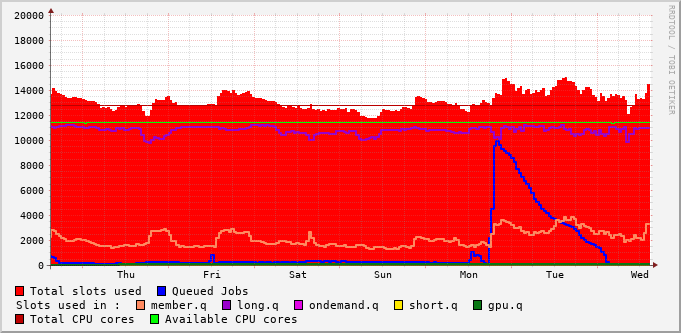 20000
18000
16000
14000
12000
10000
8000
6000
4000
2000
0
Thu Fri Sat Sun Mon Tue Wed
Total slots used Queued Jobs
Slots used in : member.q long.q ondemand.q short.q gpu.q
Total CPU cores Available CPU cores
RRDTOOL / TOBI OETIKER